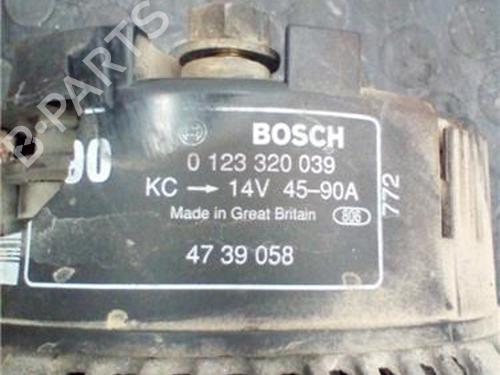 BOSCH
0 123 320 039
KC → 14V 45–90A
Made in Great Britain 806
47 39 058
772
90
B-PARTS